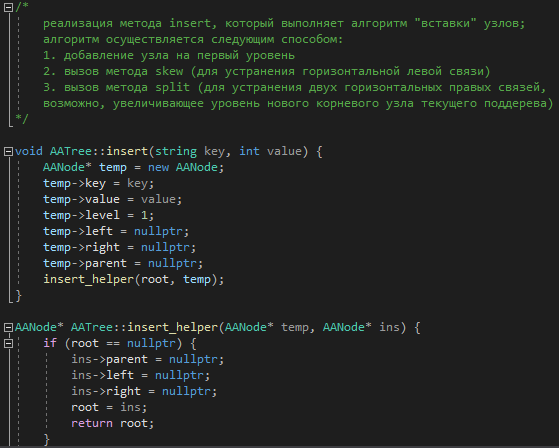 /*
реализация метода insert, который выполняет алгоритм "вставки" узлов;
алгоритм осуществляется следующим способом:
1. добавление узла на первый уровень
2. вызов метода skew (для устранения горизонтальной левой связи)
3. вызов метода split (для устранения двух горизонтальных правых связей,
возможно, увеличивающее уровень нового корневого узла текущего поддерева)
*/
void AATree::insert(string key, int value) {
AANode* temp = new AANode;
temp->key = key;
temp->value = value;
temp->level = 1;
temp->left = nullptr;
temp->right = nullptr;
temp->parent = nullptr;
insert_helper(root, temp);
}
AANode* AATree::insert_helper(AANode* temp, AANode* ins) {
if (root == nullptr) {
ins->parent = nullptr;
ins->left = nullptr;
ins->right = nullptr;
root = ins;
return root;
}